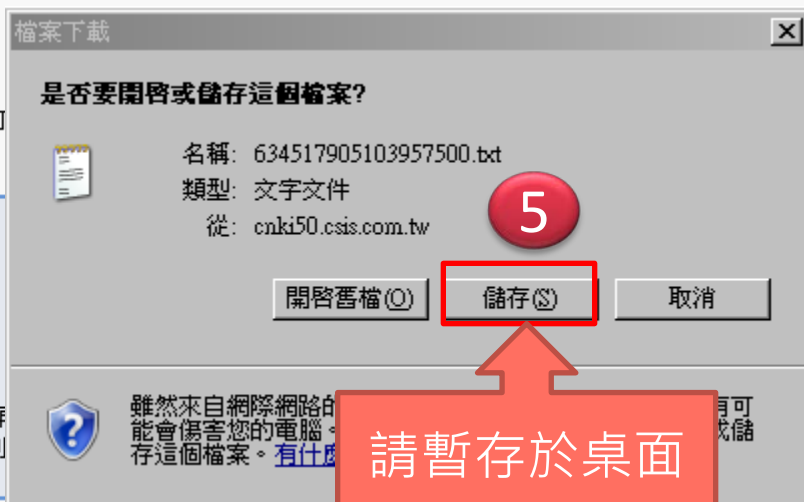 檔案下載
是否要開啓或儲存這個檔案?
名稱: 634517905103957500.txt
類型: 文字文件
從: cnki50.csis.com.tw
5
開啓舊檔(O) 儲存(S) 取消
雖然來自網際網路的
能會傷害您的電腦。
存這個檔案。有什麼
有可
或儲
請暫存於桌面